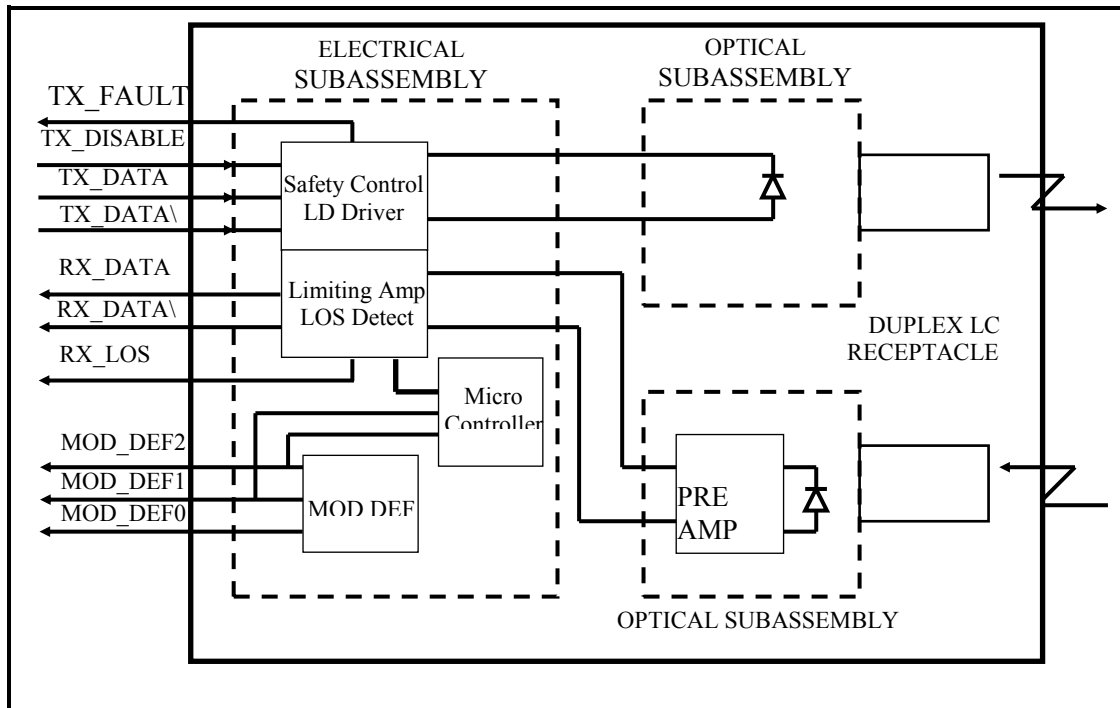 ELECTRICAL
SUBASSEMBLY
OPTICAL
SUBASSEMBLY
TX_FAULT
TX_DISABLE
TX_DATA
TX_DATA\
Safety Control
LD Driver
RX_DATA
RX_DATA\
RX_LOS
Limiting Amp
LOS Detect
DUPLEX LC
RECEPTACLE
Micro
Controller
MOD_DEF2
MOD_DEF1
MOD_DEF0
MOD DEF
PRE
AMP
OPTICAL SUBASSEMBLY